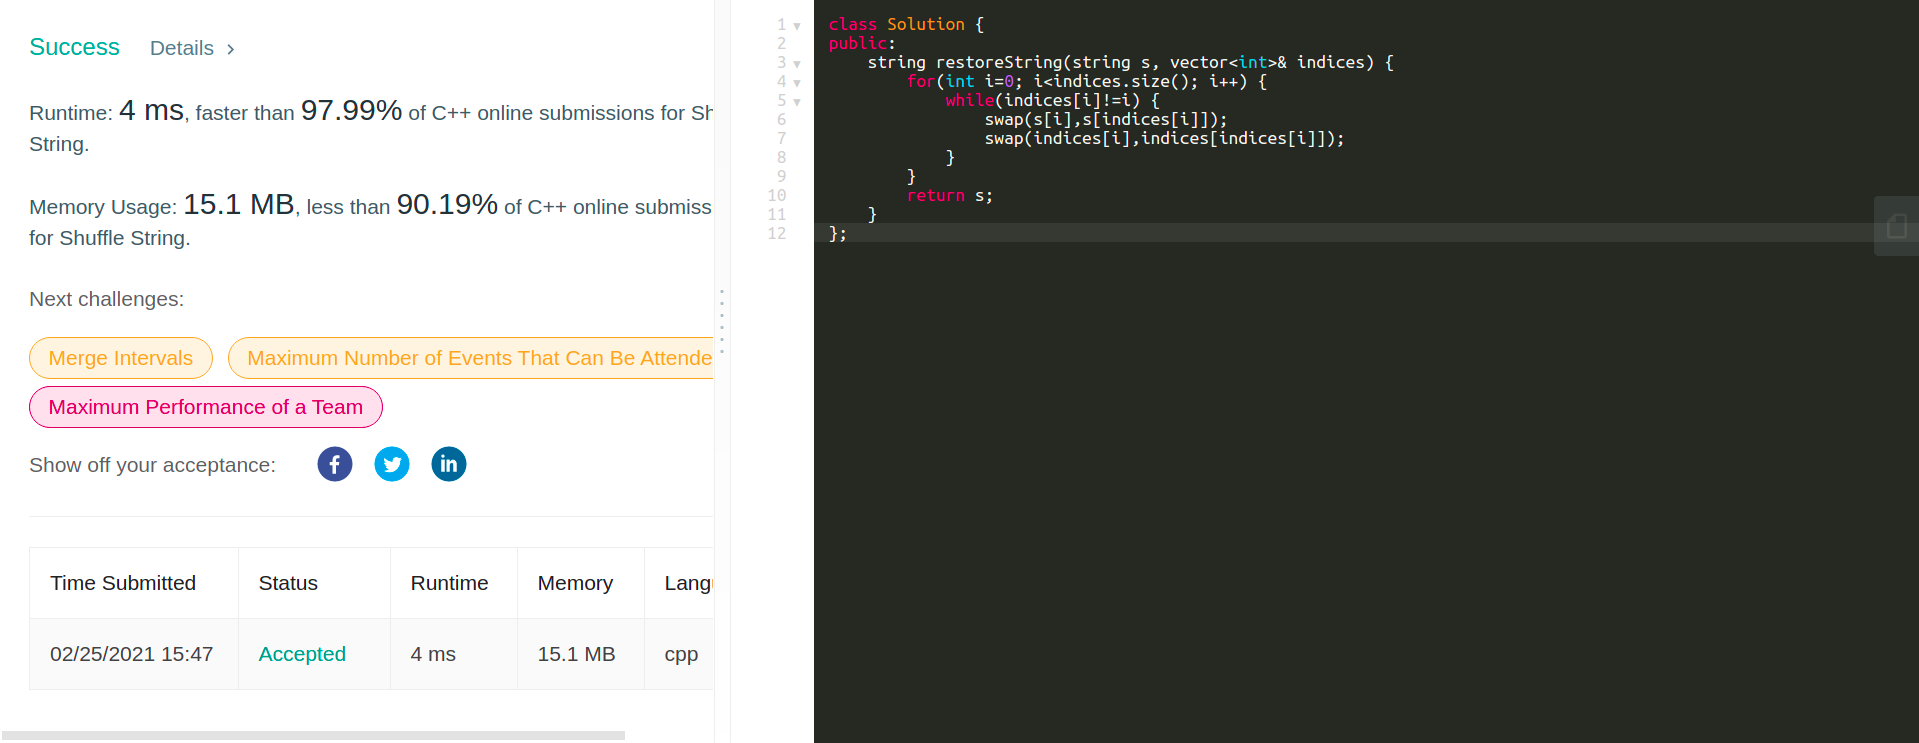 Success Details
Runtime: 4 ms, faster than 97.99% of C++ online submissions for Sh
String.
Memory Usage: 15.1 MB, less than 90.19% of C++ online submiss
for Shuffle String.
Next challenges:
Merge Intervals Maximum Number of Events That Can Be Attende
Maximum Performance of a Team
Show off your acceptance:
Time Submitted Status Runtime Memory Langu
02/25/2021 15:47 Accepted 4 ms 15.1 MB cpp
1 class Solution {
2 public:
3     string restoreString(string s, vector<int>& indices) {
4         for(int i=0; i<indices.size(); i++) {
5             while(indices[i]!=i) {
6                 swap(s[i],s[indices[i]]);
7                 swap(indices[i],indices[indices[i]]);
8             }
9         }
10         return s;
11     }
12 };